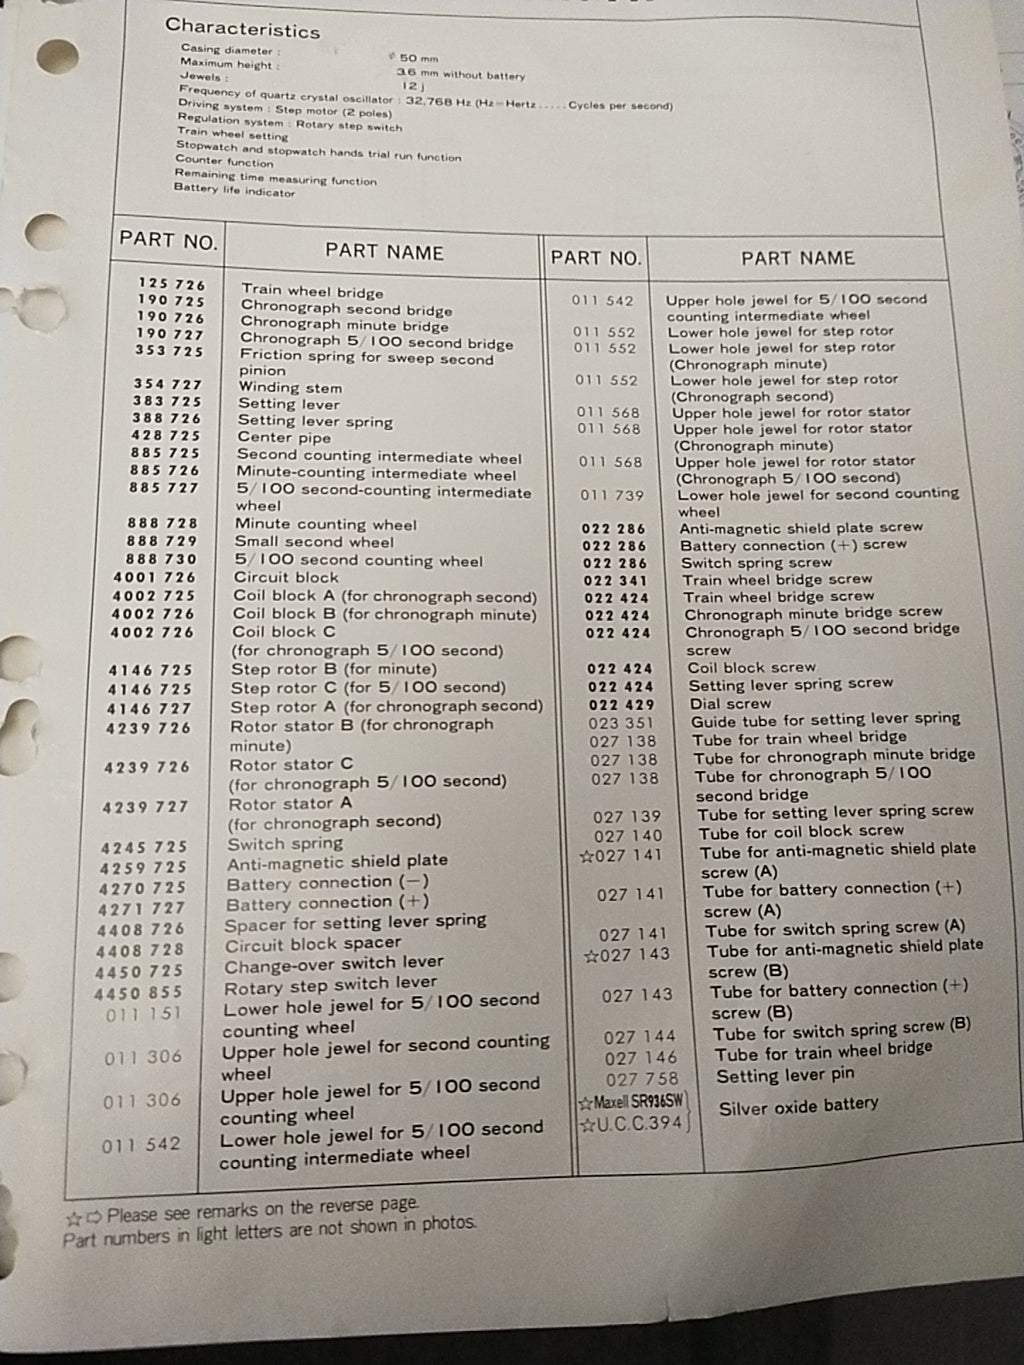 Characteristics
Casing diameter : φ 50 mm
Maximum height : 3.6 mm without battery
Jewels : 12 j
Frequency of quartz crystal oscillator : 32,768 Hz (Hz=Hertz ..... Cycles per second)
Driving system : Step motor (2 poles)
Regulation system : Rotary step switch
Train wheel setting
Stopwatch and stopwatch hands trial run function
Counter function
Remaining time measuring function
Battery life indicator
PART NO. PART NAME
125 726 Train wheel bridge
190 725 Chronograph second bridge
190 726 Chronograph minute bridge
190 727 Chronograph 5/100 second bridge
353 725 Friction spring for sweep second
pinion
354 727 Winding stem
383 725 Setting lever
388 726 Setting lever spring
428 725 Center pipe
885 725 Second counting intermediate wheel
885 726 Minute-counting intermediate wheel
885 727 5/100 second-counting intermediate
wheel
888 728 Minute counting wheel
888 729 Small second wheel
888 730 5/100 second counting wheel
4001 726 Circuit block
4002 725 Coil block A (for chronograph second)
4002 726 Coil block B (for chronograph minute)
4002 726 Coil block C
(for chronograph 5/100 second)
4146 725 Step rotor B (for minute)
4146 725 Step rotor C (for 5/100 second)
4146 727 Step rotor A (for chronograph second)
4239 726 Rotor stator B (for chronograph
minute)
4239 726 Rotor stator C
(for chronograph 5/100 second)
4239 727 Rotor stator A
(for chronograph second)
4245 725 Switch spring
4259 725 Anti-magnetic shield plate
4270 725 Battery connection (−)
4271 727 Battery connection (+)
4408 726 Spacer for setting lever spring
4408 728 Circuit block spacer
4450 725 Change-over switch lever
4450 855 Rotary step switch lever
011 151 Lower hole jewel for 5/100 second
counting wheel
011 306 Upper hole jewel for second counting
wheel
011 306 Upper hole jewel for 5/100 second
counting wheel
011 542 Lower hole jewel for 5/100 second
counting intermediate wheel
PART NO. PART NAME
011 542 Upper hole jewel for 5/100 second
counting intermediate wheel
011 552 Lower hole jewel for step rotor
011 552 Lower hole jewel for step rotor
(Chronograph minute)
011 552 Lower hole jewel for step rotor
(Chronograph second)
011 568 Upper hole jewel for rotor stator
011 568 Upper hole jewel for rotor stator
(Chronograph minute)
011 568 Upper hole jewel for rotor stator
(Chronograph 5/100 second)
011 739 Lower hole jewel for second counting
wheel
022 286 Anti-magnetic shield plate screw
022 286 Battery connection (+) screw
022 286 Switch spring screw
022 341 Train wheel bridge screw
022 424 Train wheel bridge screw
022 424 Chronograph minute bridge screw
022 424 Chronograph 5/100 second bridge
screw
022 424 Coil block screw
022 424 Setting lever spring screw
022 429 Dial screw
023 351 Guide tube for setting lever spring
027 138 Tube for train wheel bridge
027 138 Tube for chronograph minute bridge
027 138 Tube for chronograph 5/100
second bridge
027 139 Tube for setting lever spring screw
027 140 Tube for coil block screw
☆027 141 Tube for anti-magnetic shield plate
screw (A)
027 141 Tube for battery connection (+)
screw (A)
027 141 Tube for switch spring screw (A)
☆027 143 Tube for anti-magnetic shield plate
screw (B)
027 143 Tube for battery connection (+)
screw (B)
027 144 Tube for switch spring screw (B)
027 146 Tube for train wheel bridge
027 758 Setting lever pin
☆Maxell SR936SW
☆U.C.C.394 Silver oxide battery
☆⇨ Please see remarks on the reverse page.
Part numbers in light letters are not shown in photos.